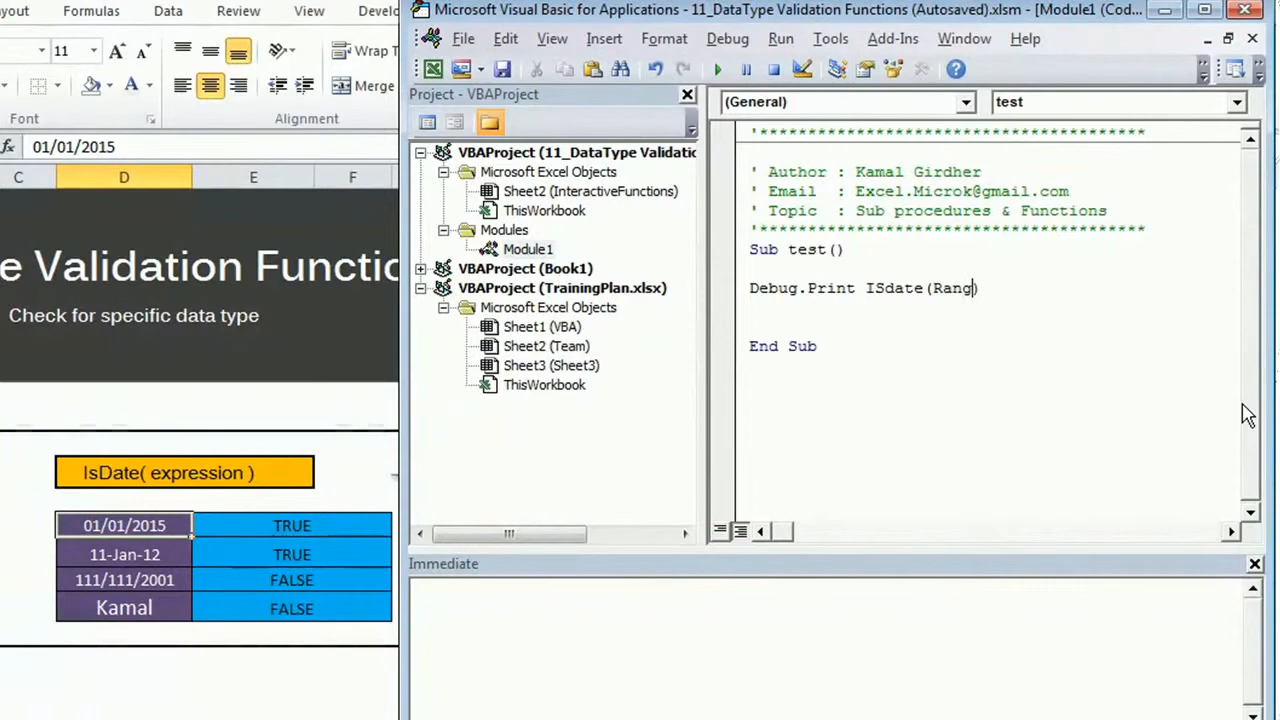 Microsoft Visual Basic for Applications - 11_DataType Validation Functions (Autosaved).xlsm - [Module1 (Cod...
Formulas Data Review View
File Edit View Insert Format Debug Run Tools Add-Ins Window Help
11 A A Wrap T
A Merge
Font Alignment
Project - VBAProject
(General) test
fx 01/01/2015
C D E F
VBAProject (11_DataType Validatic
Microsoft Excel Objects
Sheet2 (InteractiveFunctions)
ThisWorkbook
Modules
Module1
VBAProject (Book1)
VBAProject (TrainingPlan.xlsx)
Microsoft Excel Objects
Sheet1 (VBA)
Sheet2 (Team)
Sheet3 (Sheet3)
ThisWorkbook
'*****************************************
' Author : Kamal Girdher
' Email : Excel.Microk@gmail.com
' Topic : Sub procedures & Functions
'*****************************************
Sub test()
Debug.Print ISdate(Rang)
End Sub
e Validation Functio
Check for specific data type
IsDate( expression )
01/01/2015 TRUE
11-Jan-12 TRUE
111/111/2001 FALSE
Kamal FALSE
Immediate